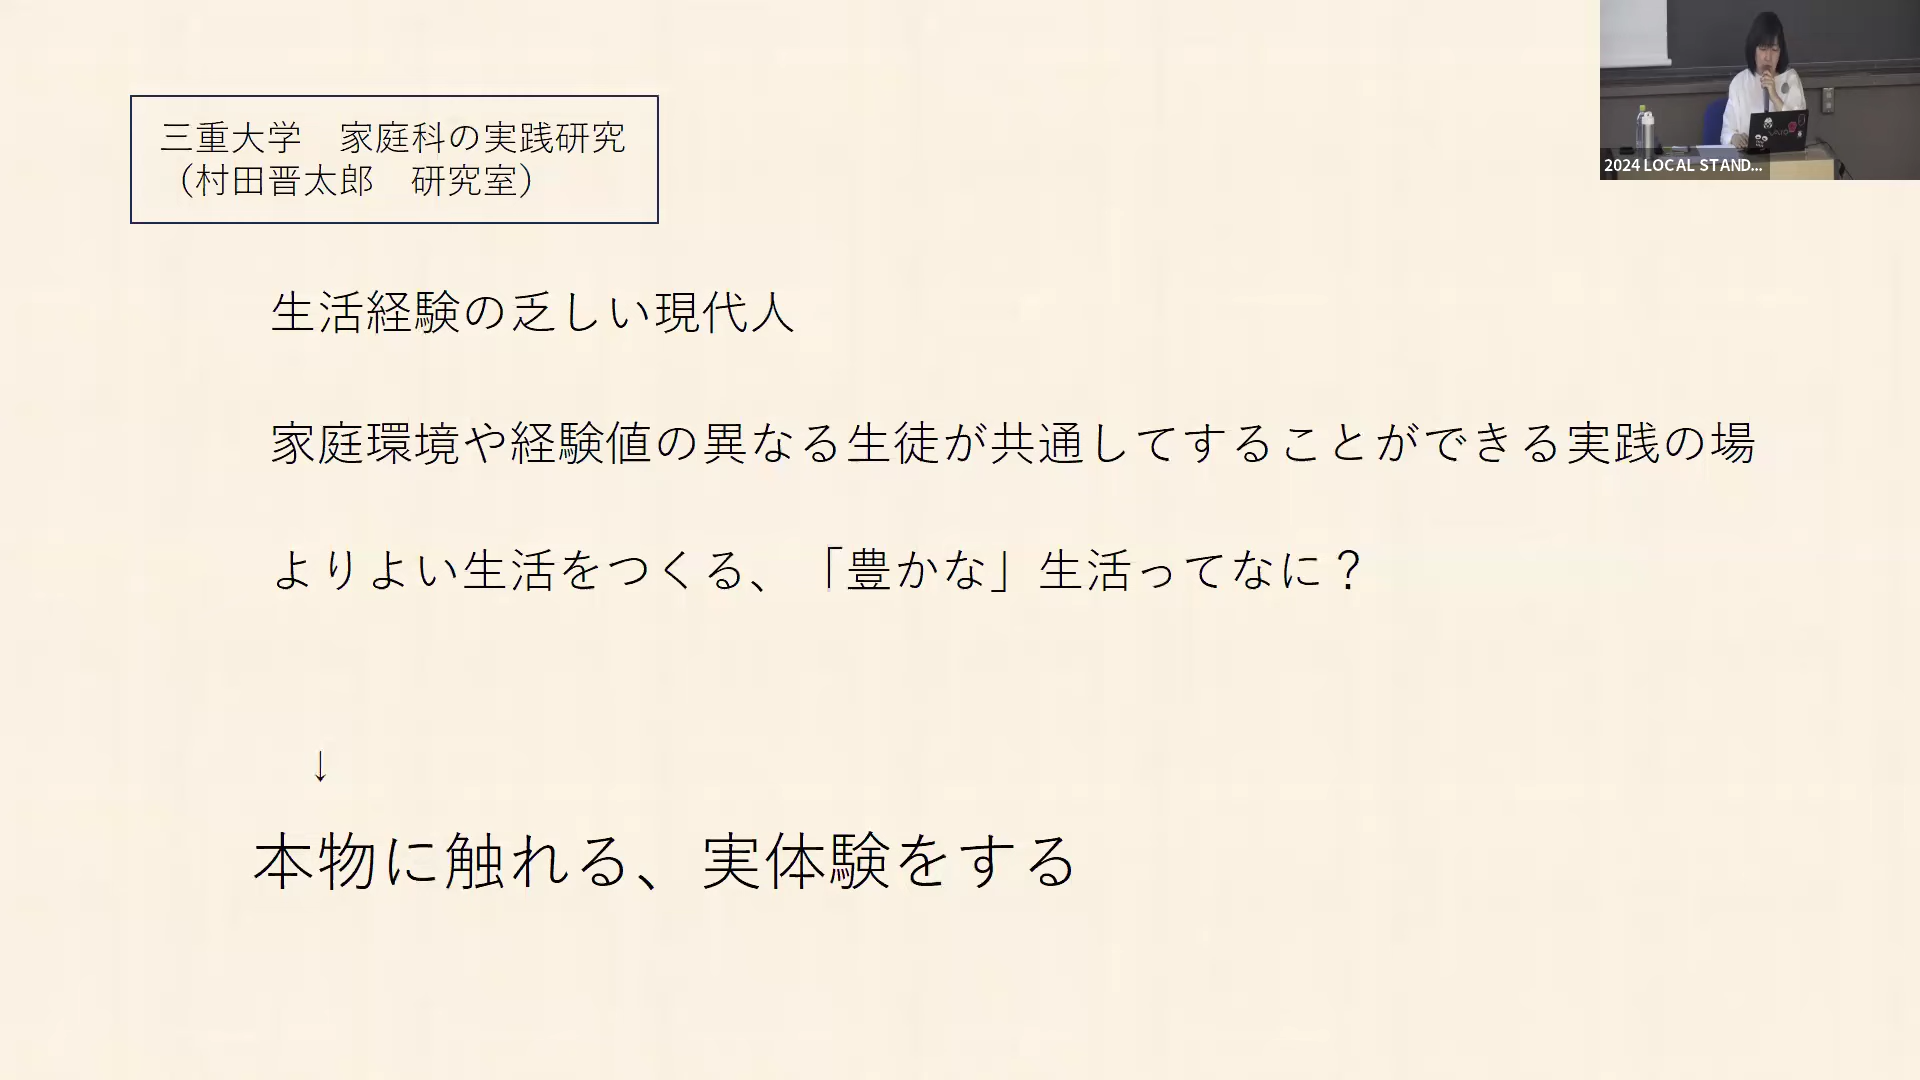 三重大学　家庭科の実践研究
（村田晋太郎　研究室）
生活経験の乏しい現代人
家庭環境や経験値の異なる生徒が共通してすることができる実践の場
よりよい生活をつくる、「豊かな」生活ってなに？
↓
本物に触れる、実体験をする
2024 LOCAL STAND...
VAIO